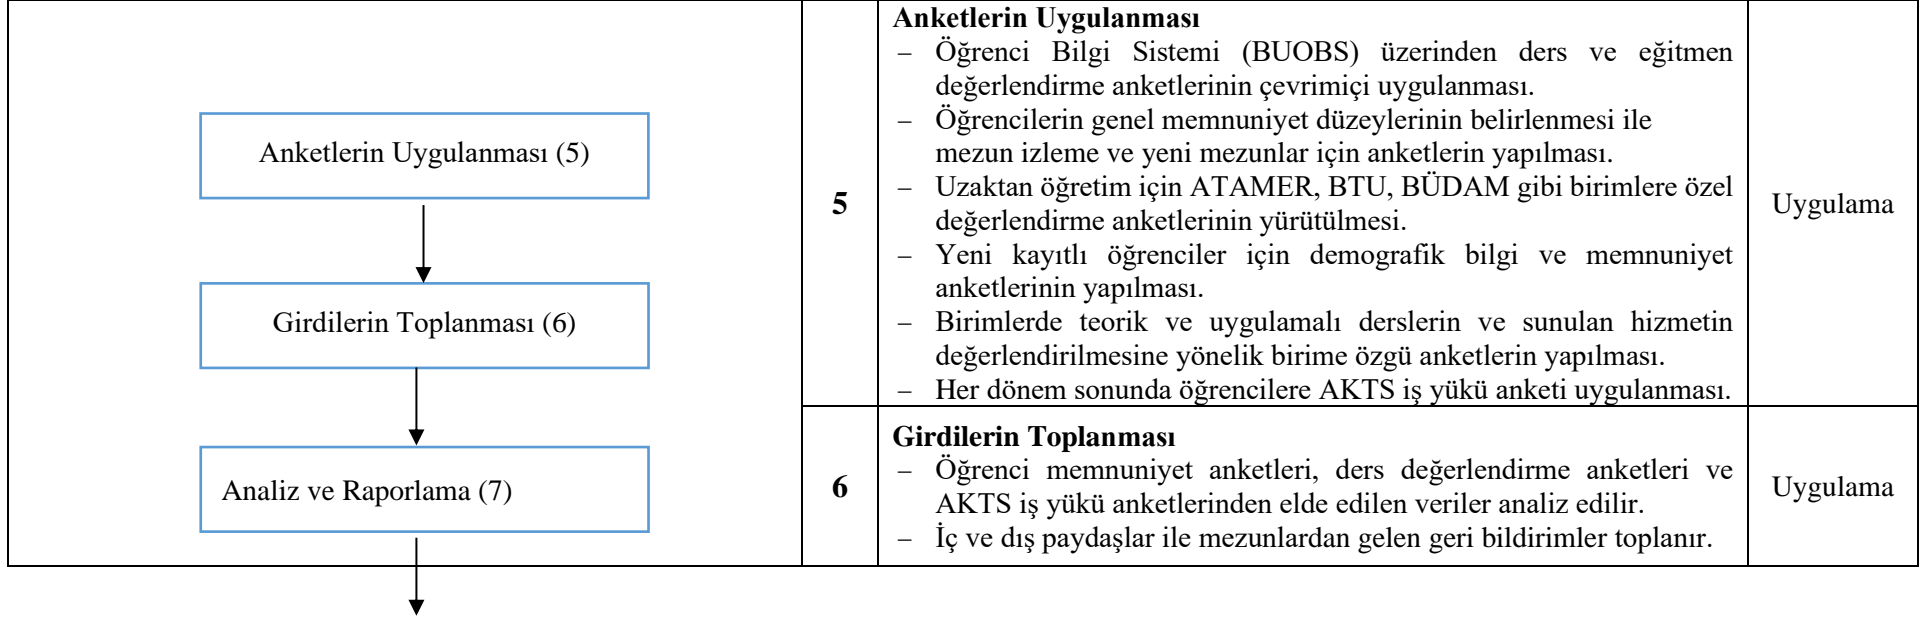 Anketlerin Uygulanması (5)
Girdilerin Toplanması (6)
Analiz ve Raporlama (7)
5
Anketlerin Uygulanması
– Öğrenci Bilgi Sistemi (BUOBS) üzerinden ders ve eğitmen
değerlendirme anketlerinin çevrimiçi uygulanması.
– Öğrencilerin genel memnuniyet düzeylerinin belirlenmesi ile
mezun izleme ve yeni mezunlar için anketlerin yapılması.
– Uzaktan öğretim için ATAMER, BTU, BÜDAM gibi birimlere özel
değerlendirme anketlerinin yürütülmesi.
– Yeni kayıtlı öğrenciler için demografik bilgi ve memnuniyet
anketlerinin yapılması.
– Birimlerde teorik ve uygulamalı derslerin ve sunulan hizmetin
değerlendirilmesine yönelik birime özgü anketlerin yapılması.
– Her dönem sonunda öğrencilere AKTS iş yükü anketi uygulanması.
Uygulama
6
Girdilerin Toplanması
– Öğrenci memnuniyet anketleri, ders değerlendirme anketleri ve
AKTS iş yükü anketlerinden elde edilen veriler analiz edilir.
– İç ve dış paydaşlar ile mezunlardan gelen geri bildirimler toplanır.
Uygulama